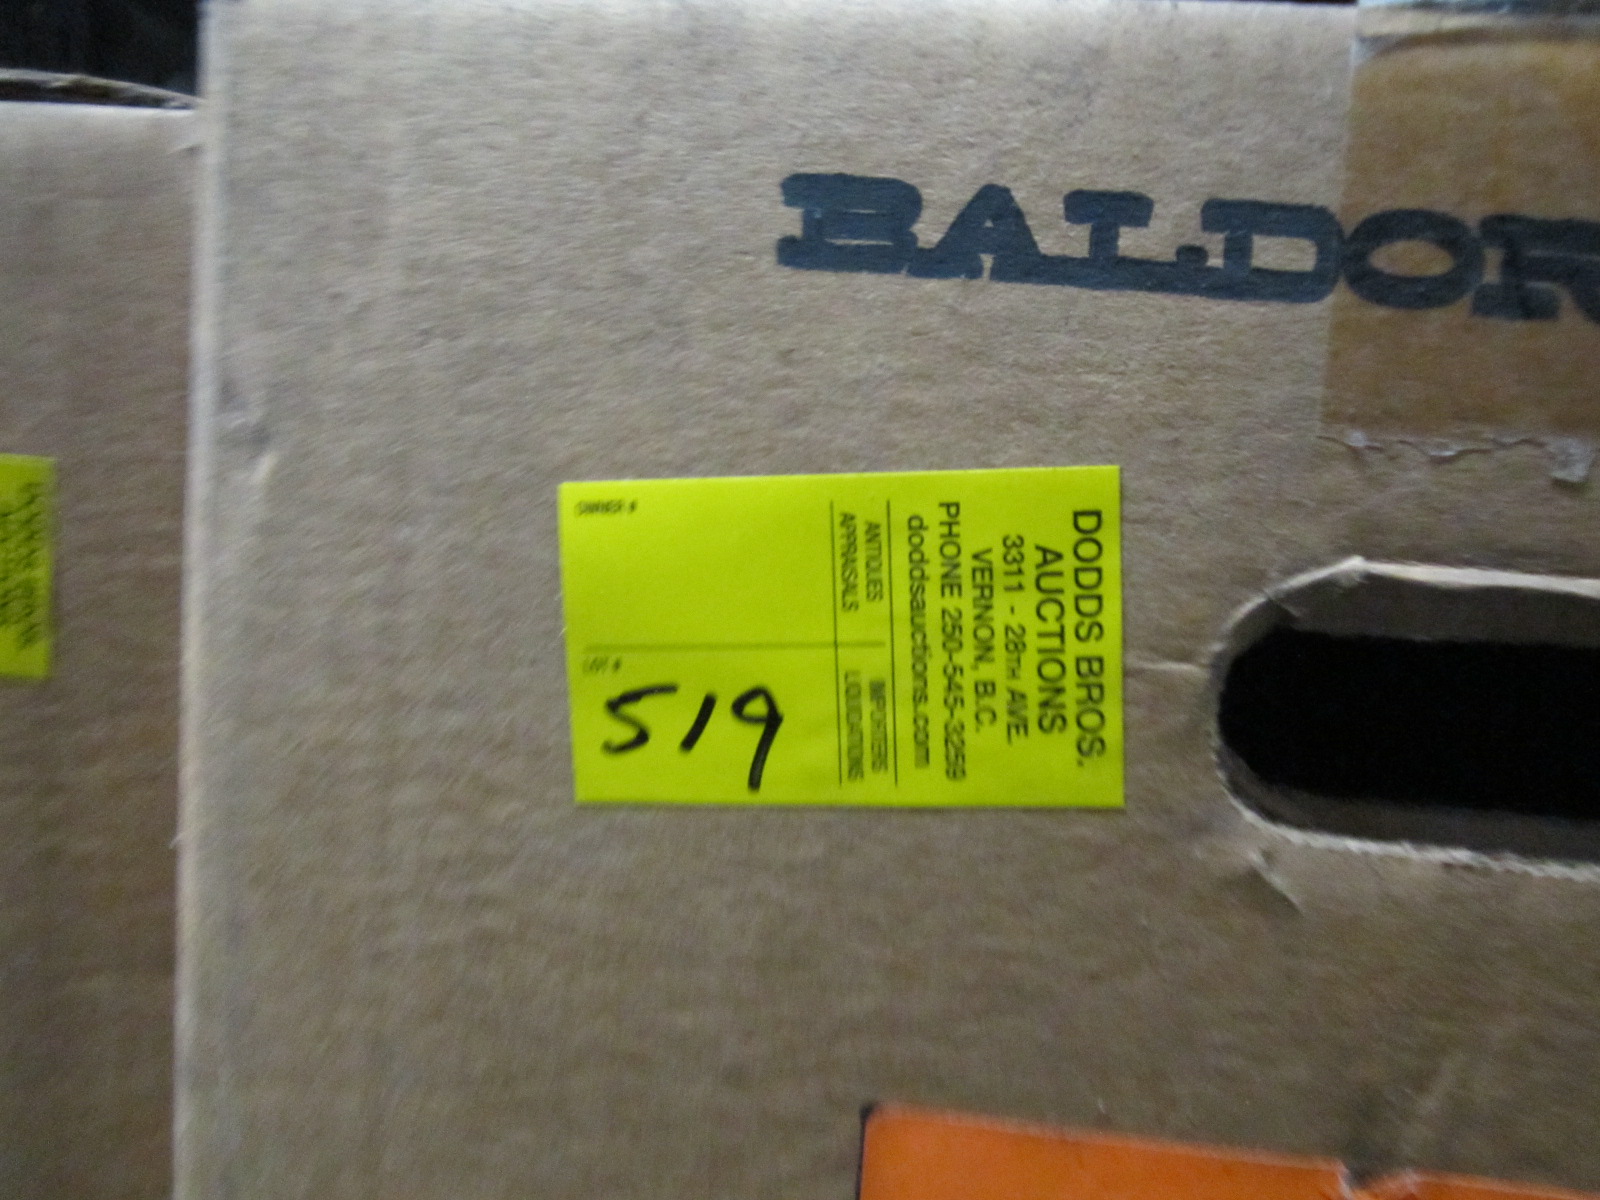 BALDOR
DODDS BROS.
AUCTIONS
3311 - 28TH AVE.
VERNON, B.C.
PHONE 250-545-3259
doddsauctions.com
ANTIQUES IMPORTERS
APPRAISALS LIQUIDATIONS
OWNER'S #
LOT #
519